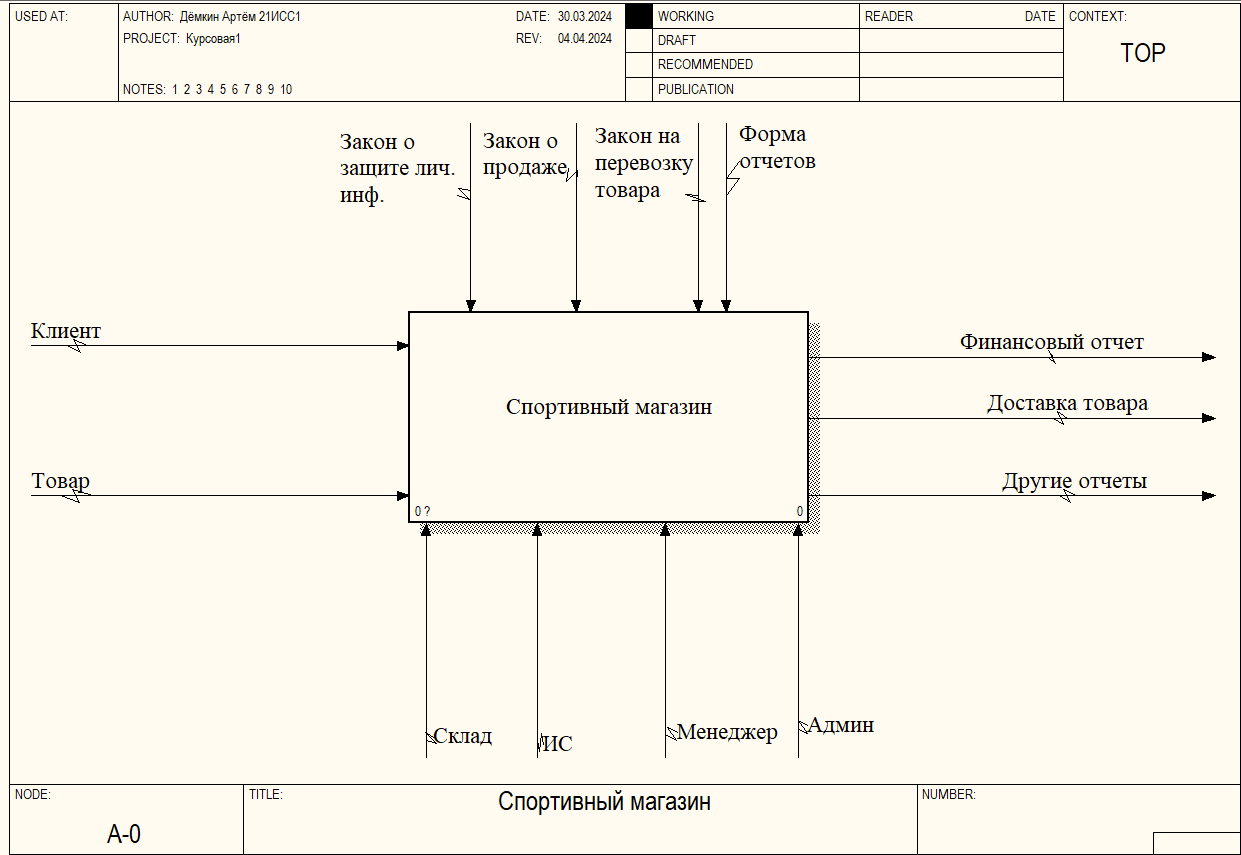 USED AT:
AUTHOR: Дёмкин Артём 21ИСС1
DATE: 30.03.2024
WORKING
READER
DATE
CONTEXT:
PROJECT: Курсовая1
REV: 04.04.2024
DRAFT
TOP
RECOMMENDED
NOTES: 1 2 3 4 5 6 7 8 9 10
PUBLICATION
Закон о
защите лич.
инф.
Закон о
продаже
Закон на
перевозку
товара
Форма
отчетов
Клиент
Товар
Спортивный магазин
0 ?
0
Финансовый отчет
Доставка товара
Другие отчеты
Склад
ИС
Менеджер
Админ
NODE:
A-0
TITLE:
Спортивный магазин
NUMBER: